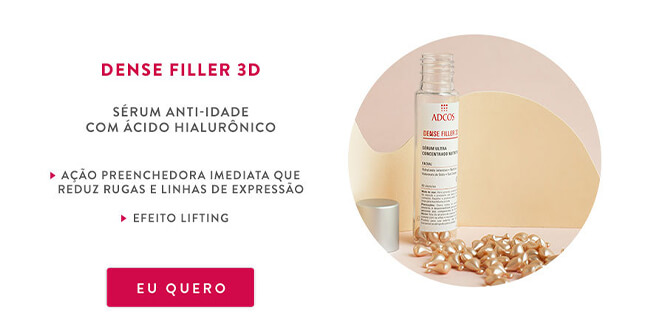 DENSE FILLER 3D
SÉRUM ANTI-IDADE
COM ÁCIDO HIALURÔNICO
AÇÃO PREENCHEDORA IMEDIATA QUE
REDUZ RUGAS E LINHAS DE EXPRESSÃO
EFEITO LIFTING
EU QUERO
ADCOS
DENSE FILLER 3D
SÉRUM ULTRA
CONCENTRADO
FACIAL